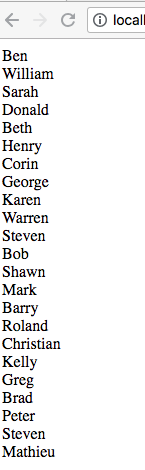 locall
Ben
William
Sarah
Donald
Beth
Henry
Corin
George
Karen
Warren
Steven
Bob
Shawn
Mark
Barry
Roland
Christian
Kelly
Greg
Brad
Peter
Steven
Mathieu